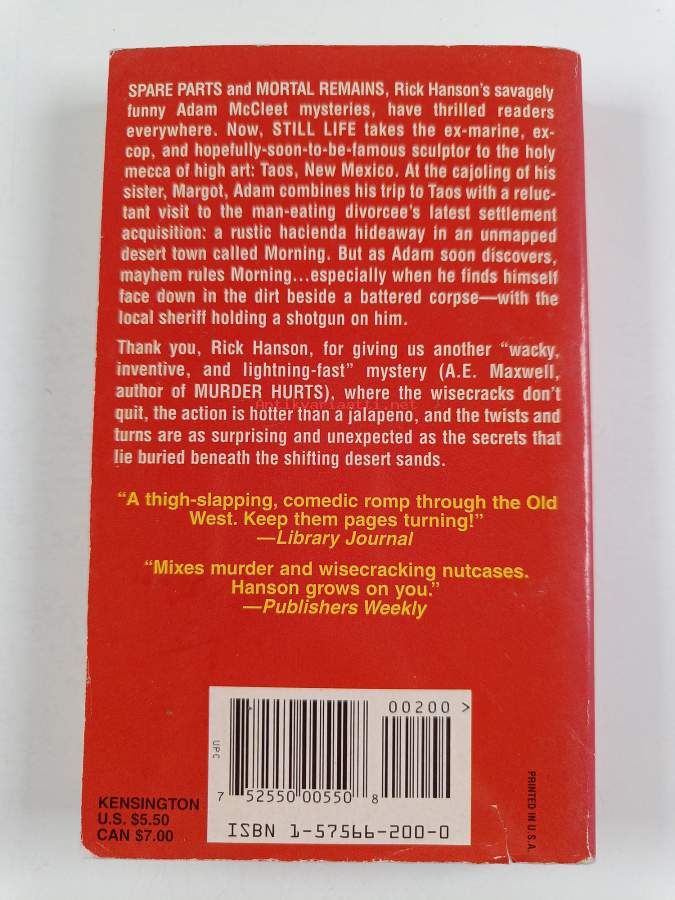 SPARE PARTS and MORTAL REMAINS, Rick Hanson's savagely
funny Adam McCleet mysteries, have thrilled readers
everywhere. Now, STILL LIFE takes the ex-marine, ex-
cop, and hopefully-soon-to-be-famous sculptor to the holy
mecca of high art: Taos, New Mexico. At the cajoling of his
sister, Margot, Adam combines his trip to Taos with a reluc-
tant visit to the man-eating divorcee's latest settlement
acquisition: a rustic hacienda hideaway in an unmapped
desert town called Morning. But as Adam soon discovers,
mayhem rules Morning...especially when he finds himself
face down in the dirt beside a battered corpse—with the
local sheriff holding a shotgun on him.
Thank you, Rick Hanson, for giving us another “wacky,
inventive, and lightning-fast” mystery (A.E. Maxwell,
author of MURDER HURTS), where the wisecracks don't
quit, the action is hotter than a jalapeno, and the twists and
turns are as surprising and unexpected as the secrets that
lie buried beneath the shifting desert sands.
“A thigh-slapping, comedic romp through the Old
West. Keep them pages turning!”
—Library Journal
“Mixes murder and wisecracking nutcases.
Hanson grows on you.”
—Publishers Weekly
00200 >
UPC
7 52550 00550 8
ISBN 1-57566-200-0
KENSINGTON
U.S. $5.50
CAN $7.00
PRINTED IN U.S.A.